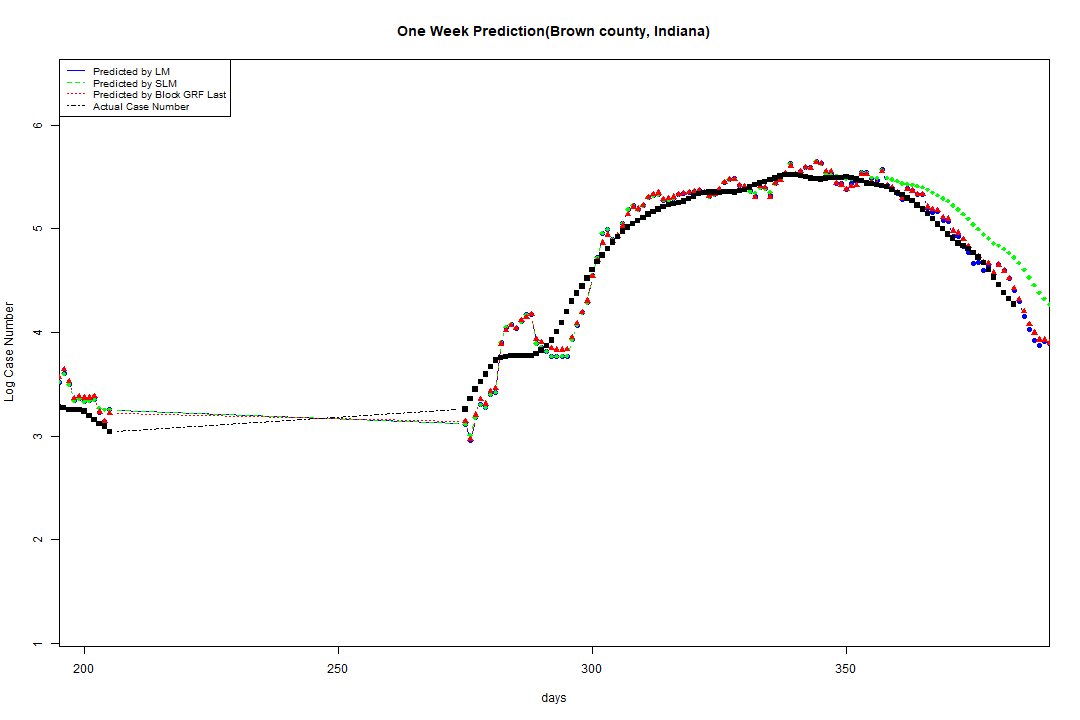 One Week Prediction(Brown county, Indiana)
Predicted by LM
Predicted by SLM
Predicted by Block GRF Last
Actual Case Number
Log Case Number
6
5
4
3
2
1
200
250
300
350
days